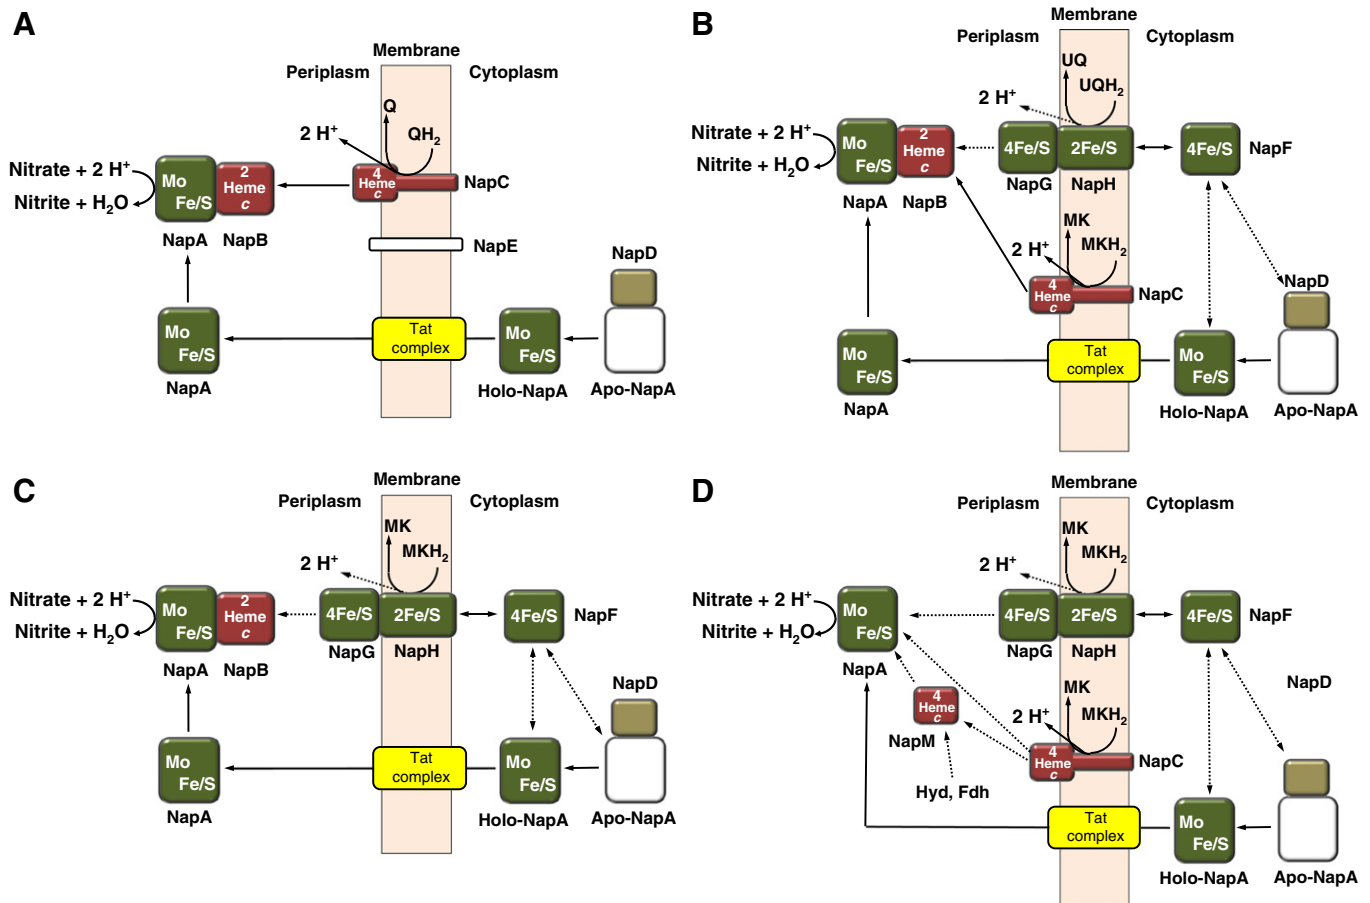 A
Membrane
Periplasm
Cytoplasm
Q
2 H+
QH2
Nitrate + 2 H+
Nitrite + H2O
Mo
Fe/S
2
Heme
c
4
Heme
c
NapC
NapA
NapB
NapE
NapD
Mo
Fe/S
Tat
complex
Mo
Fe/S
NapA
Holo-NapA
Apo-NapA
B
Membrane
Periplasm
Cytoplasm
UQ
UQH2
2 H+
Nitrate + 2 H+
Nitrite + H2O
Mo
Fe/S
2
Heme
c
4Fe/S
2Fe/S
4Fe/S
NapF
NapG
NapH
NapA
NapB
MK
MKH2
2 H+
4
Heme
c
NapC
NapD
Mo
Fe/S
Tat
complex
Mo
Fe/S
NapA
Holo-NapA
Apo-NapA
C
Membrane
Periplasm
Cytoplasm
MK
MKH2
2 H+
Nitrate + 2 H+
Nitrite + H2O
Mo
Fe/S
2
Heme
c
4Fe/S
2Fe/S
4Fe/S
NapF
NapG
NapH
NapA
NapB
NapD
Mo
Fe/S
Tat
complex
Mo
Fe/S
NapA
Holo-NapA
Apo-NapA
D
Membrane
Periplasm
Cytoplasm
MK
MKH2
2 H+
Nitrate + 2 H+
Nitrite + H2O
Mo
Fe/S
4Fe/S
2Fe/S
4Fe/S
NapF
NapG
NapH
NapA
NapD
MK
MKH2
2 H+
4
Heme
c
NapM
4
Heme
c
NapC
Hyd, Fdh
Tat
complex
Mo
Fe/S
Holo-NapA
Apo-NapA